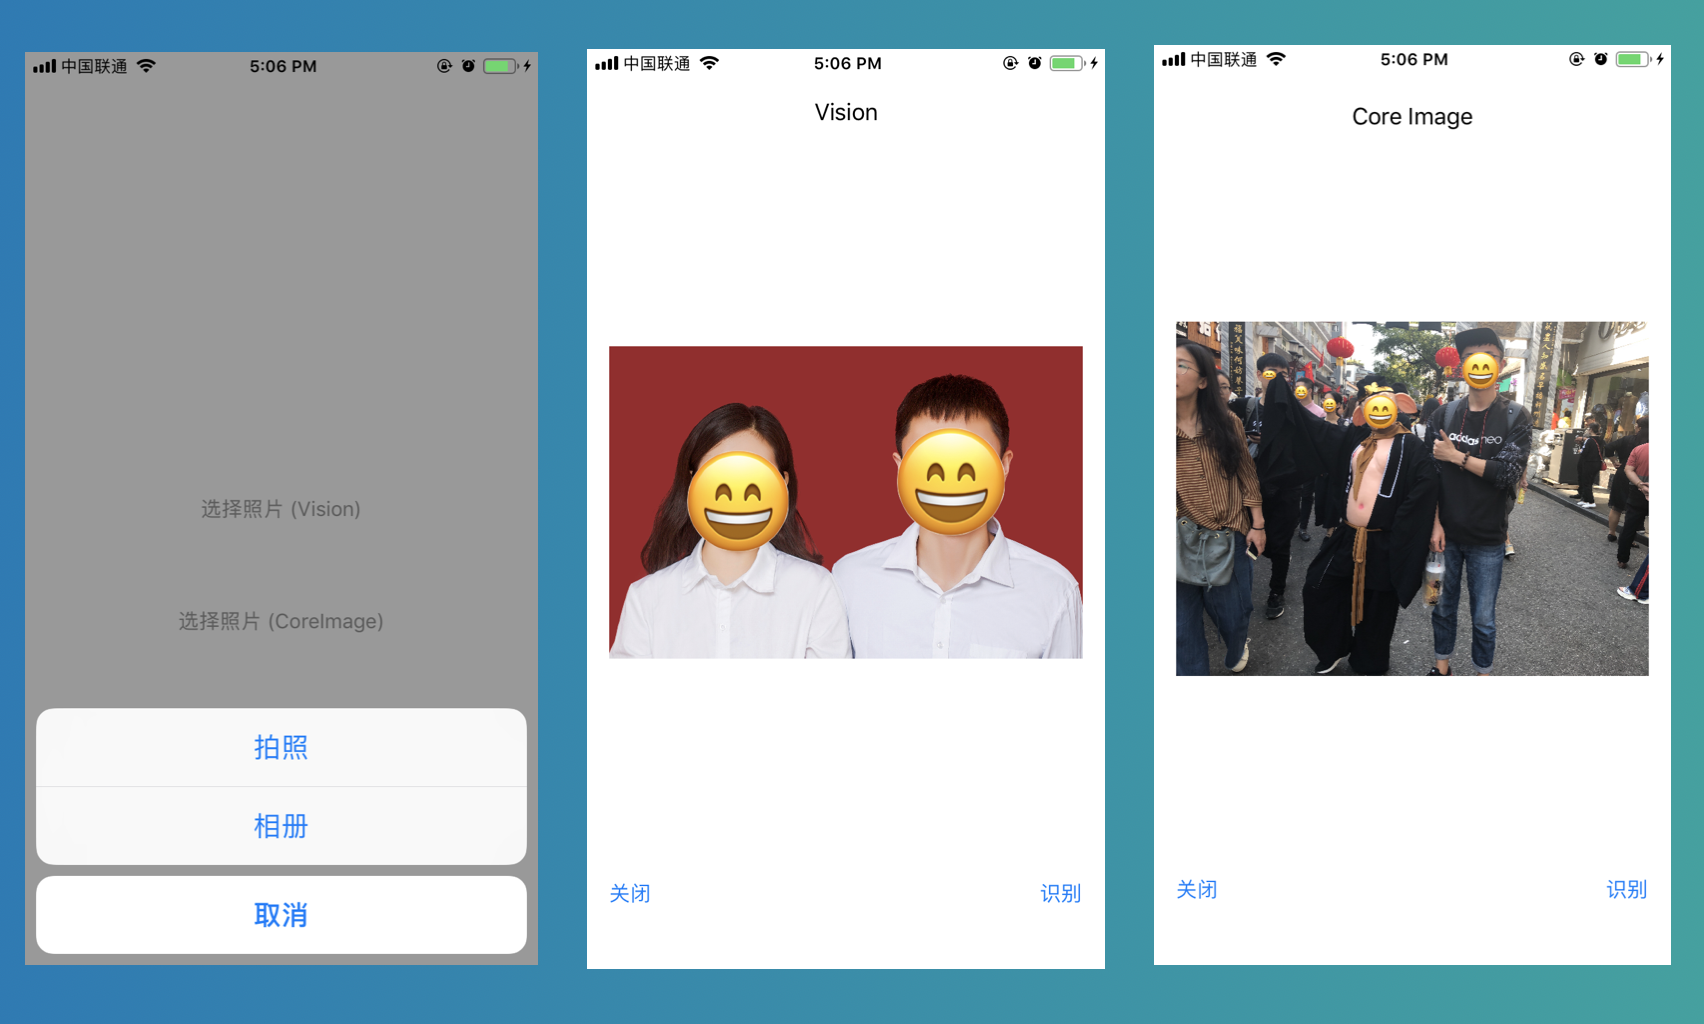 中国联通
5:06 PM
选择照片 (Vision)
选择照片 (CoreImage)
拍照
相册
取消
中国联通
5:06 PM
Vision
关闭
识别
中国联通
5:06 PM
Core Image
adidas neo
关闭
识别